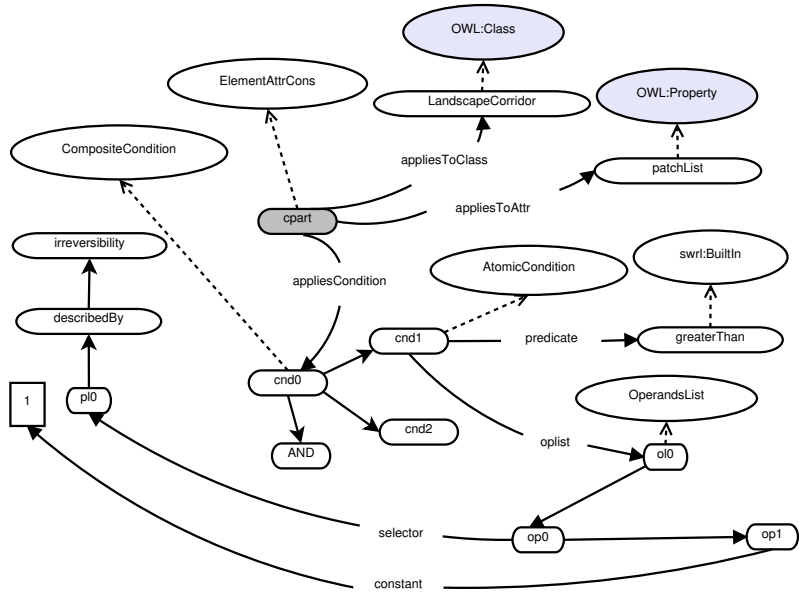 OWL:Class
ElementAttrCons
OWL:Property
LandscapeCorridor
CompositeCondition
appliesToClass
patchList
appliesToAttr
cpart
irreversibility
swrl:BuiltIn
AtomicCondition
appliesCondition
describedBy
cnd1
predicate
greaterThan
cnd0
OperandsList
1
pl0
cnd2
oplist
AND
ol0
selector
op0
op1
constant